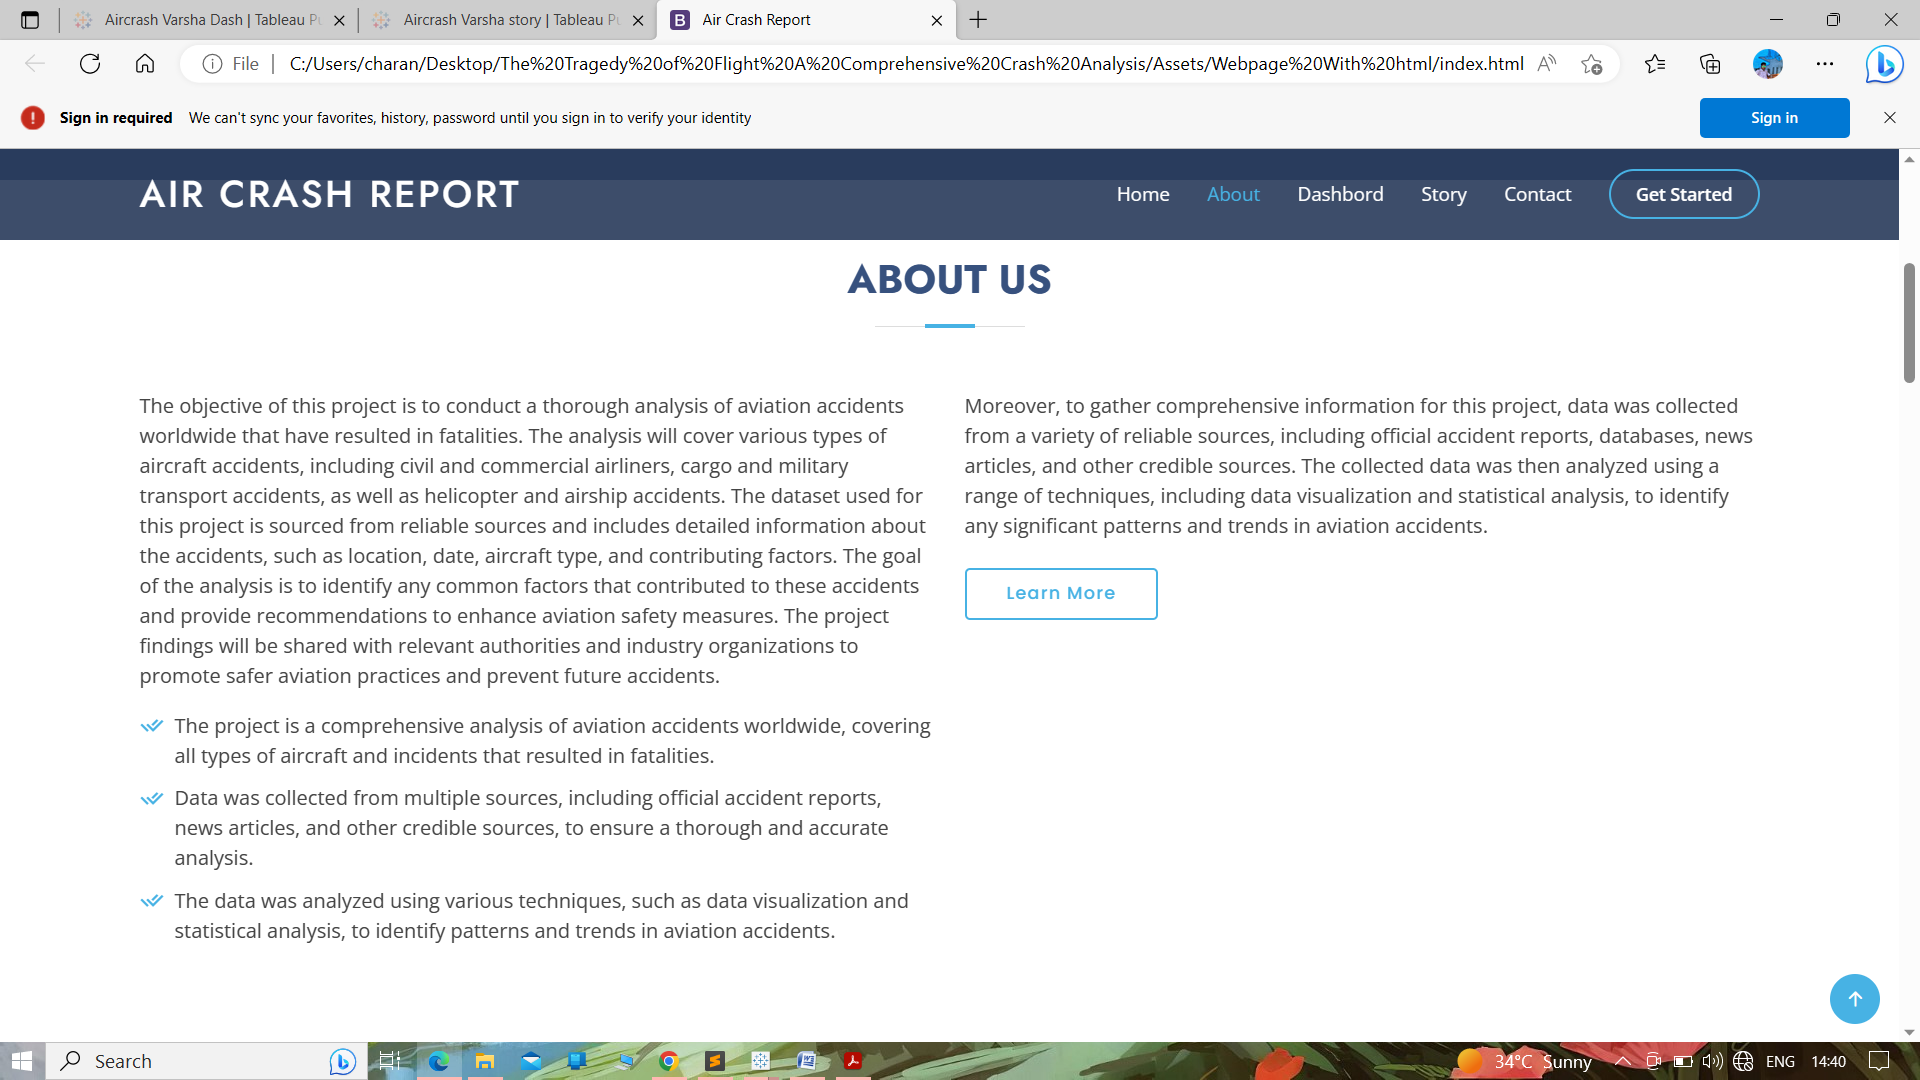 Aircrash Varsha Dash | Tableau Pu
Aircrash Varsha story | Tableau Pu
Air Crash Report
File
C:/Users/charan/Desktop/The%20Tragedy%20of%20Flight%20A%20Comprehensive%20Crash%20Analysis/Assets/Webpage%20With%20html/index.html
Sign in required We can't sync your favorites, history, password until you sign in to verify your identity
Sign in
AIR CRASH REPORT
Home About Dashbord Story Contact Get Started
ABOUT US
The objective of this project is to conduct a thorough analysis of aviation accidents
worldwide that have resulted in fatalities. The analysis will cover various types of
aircraft accidents, including civil and commercial airliners, cargo and military
transport accidents, as well as helicopter and airship accidents. The dataset used for
this project is sourced from reliable sources and includes detailed information about
the accidents, such as location, date, aircraft type, and contributing factors. The goal
of the analysis is to identify any common factors that contributed to these accidents
and provide recommendations to enhance aviation safety measures. The project
findings will be shared with relevant authorities and industry organizations to
promote safer aviation practices and prevent future accidents.
The project is a comprehensive analysis of aviation accidents worldwide, covering
all types of aircraft and incidents that resulted in fatalities.
Data was collected from multiple sources, including official accident reports,
news articles, and other credible sources, to ensure a thorough and accurate
analysis.
The data was analyzed using various techniques, such as data visualization and
statistical analysis, to identify patterns and trends in aviation accidents.
Moreover, to gather comprehensive information for this project, data was collected
from a variety of reliable sources, including official accident reports, databases, news
articles, and other credible sources. The collected data was then analyzed using a
range of techniques, including data visualization and statistical analysis, to identify
any significant patterns and trends in aviation accidents.
Learn More
Search
34°C Sunny
ENG
14:40